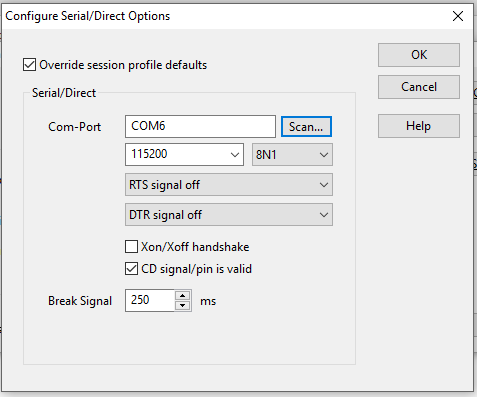 Configure Serial/Direct Options
Override session profile defaults
OK
Cancel
Help
Serial/Direct
Com-Port COM6 Scan...
115200 8N1
RTS signal off
DTR signal off
Xon/Xoff handshake
CD signal/pin is valid
Break Signal 250 ms